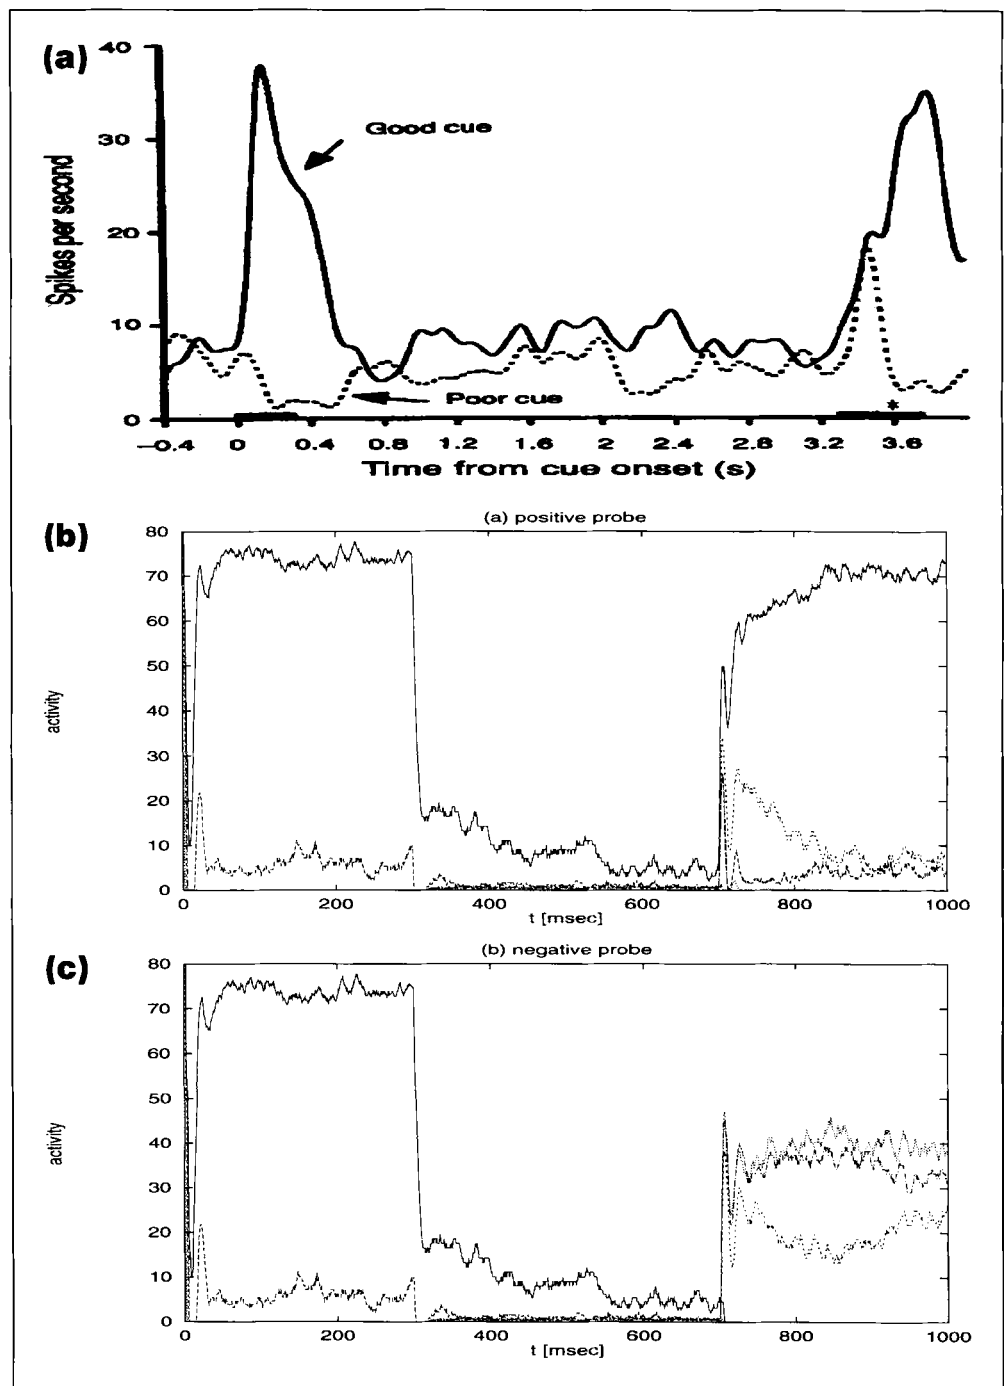 (a)
40
30
20
10
0
Spikes per second
Good cue
Poor cue
*
−0.4 0 0.4 0.8 1.2 1.6 2 2.4 2.8 3.2 3.6
Time from cue onset (s)
(b)
(a) positive probe
80
70
60
50
40
30
20
10
0
activity
0 200 400 600 800 1000
t [msec]
(c)
(b) negative probe
80
70
60
50
40
30
20
10
0
activity
0 200 400 600 800 1000
t [msec]